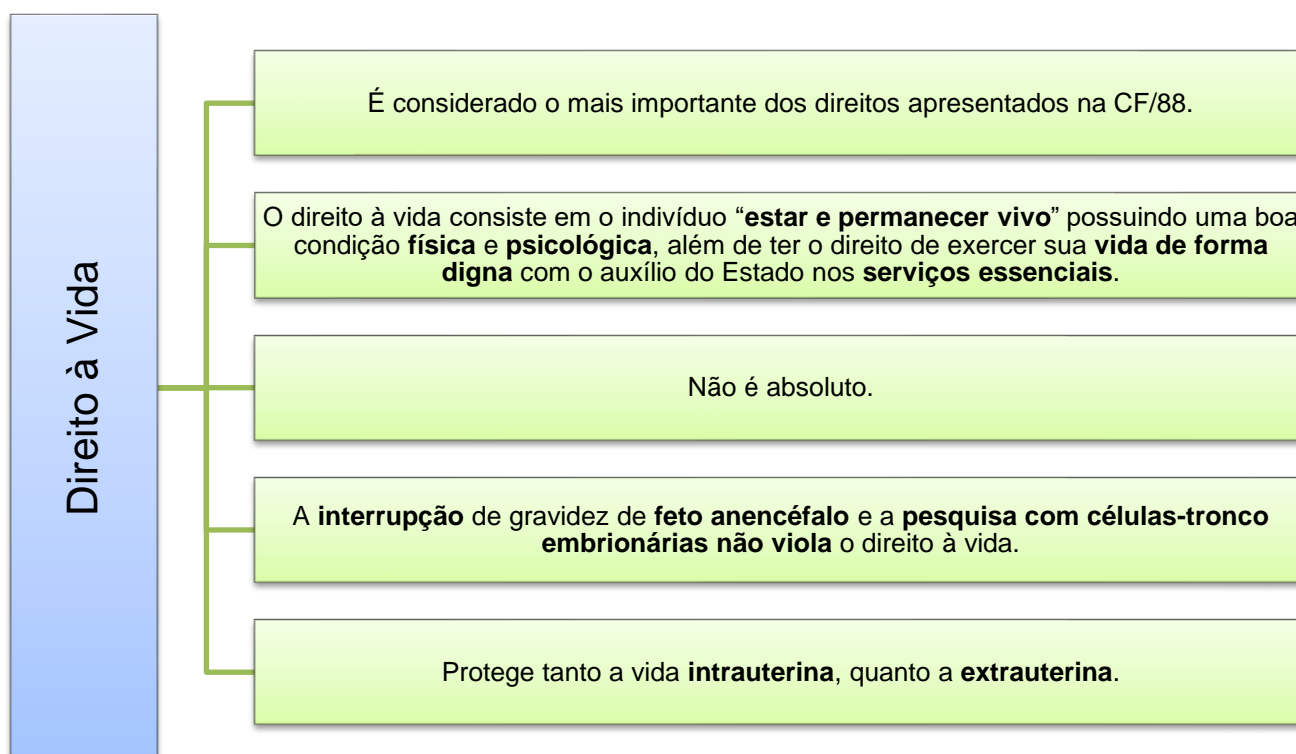 Direito à Vida
É considerado o mais importante dos direitos apresentados na CF/88.
O direito à vida consiste em o indivíduo “estar e permanecer vivo” possuindo uma boa
condição física e psicológica, além de ter o direito de exercer sua vida de forma
digna com o auxílio do Estado nos serviços essenciais.
Não é absoluto.
A interrupção de gravidez de feto anencéfalo e a pesquisa com células-tronco
embrionárias não viola o direito à vida.
Protege tanto a vida intrauterina, quanto a extrauterina.